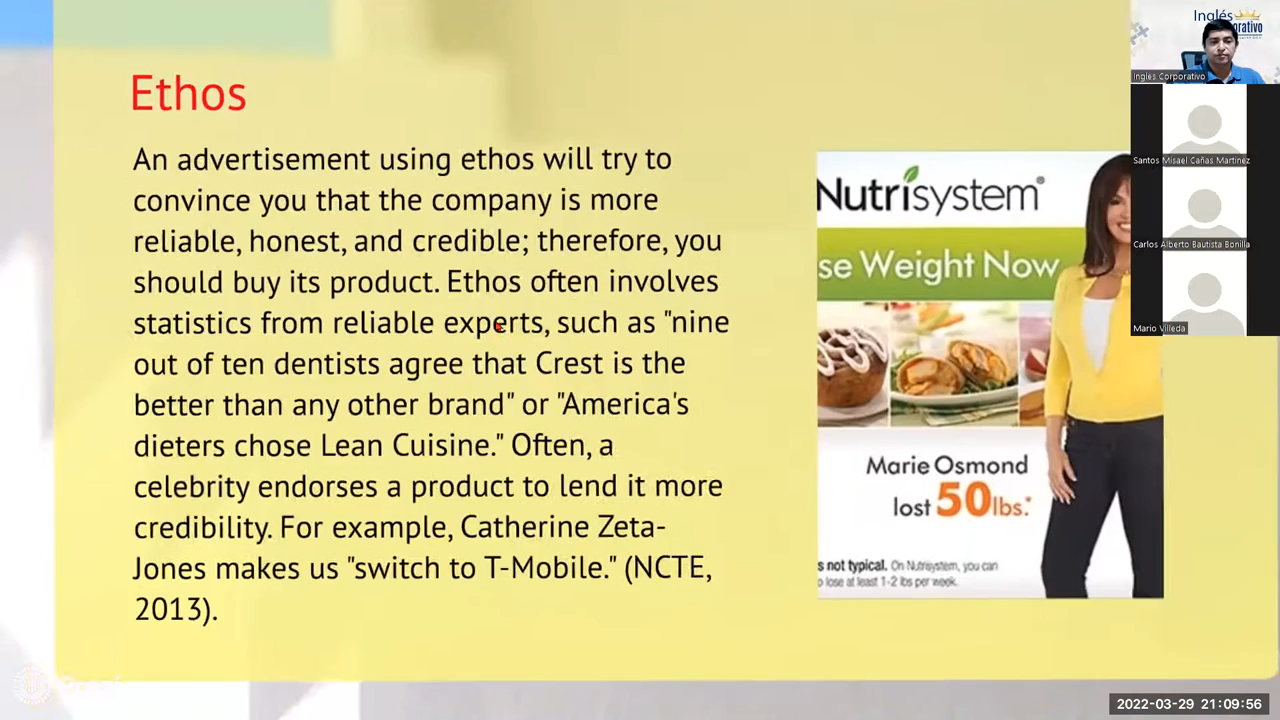 Ethos
An advertisement using ethos will try to
convince you that the company is more
reliable, honest, and credible; therefore, you
should buy its product. Ethos often involves
statistics from reliable experts, such as "nine
out of ten dentists agree that Crest is the
better than any other brand" or "America's
dieters chose Lean Cuisine." Often, a
celebrity endorses a product to lend it more
credibility. For example, Catherine Zeta-
Jones makes us "switch to T-Mobile." (NCTE,
2013).
Nutrisystem®
se Weight Now
Marie Osmond
lost 50lbs.*
s not typical. On Nutrisystem, you can
o lose at least 1-2 lbs per week.
Inglés
orativo
Ingles Corporativo
Santos Misael Cañas Martinez
Carlos Alberto Bautista Bonilla
Mario Villeda
Prezi
2022-03-29 21:09:56